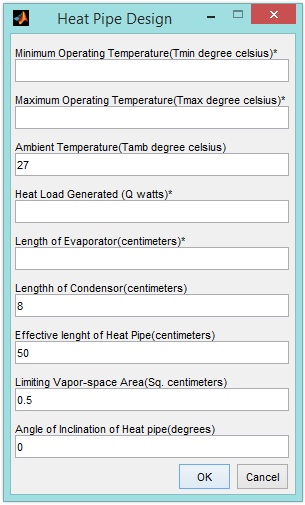 Heat Pipe Design
Minimum Operating Temperature(Tmin degree celsius)*
Maximum Operating Temperature(Tmax degree celsius)*
Ambient Temperature(Tamb degree celsius)
27
Heat Load Generated (Q watts)*
Length of Evaporator(centimeters)*
Lengthh of Condensor(centimeters)
8
Effective lenght of Heat Pipe(centimeters)
50
Limiting Vapor-space Area(Sq. centimeters)
0.5
Angle of Inclination of Heat pipe(degrees)
0
OK Cancel